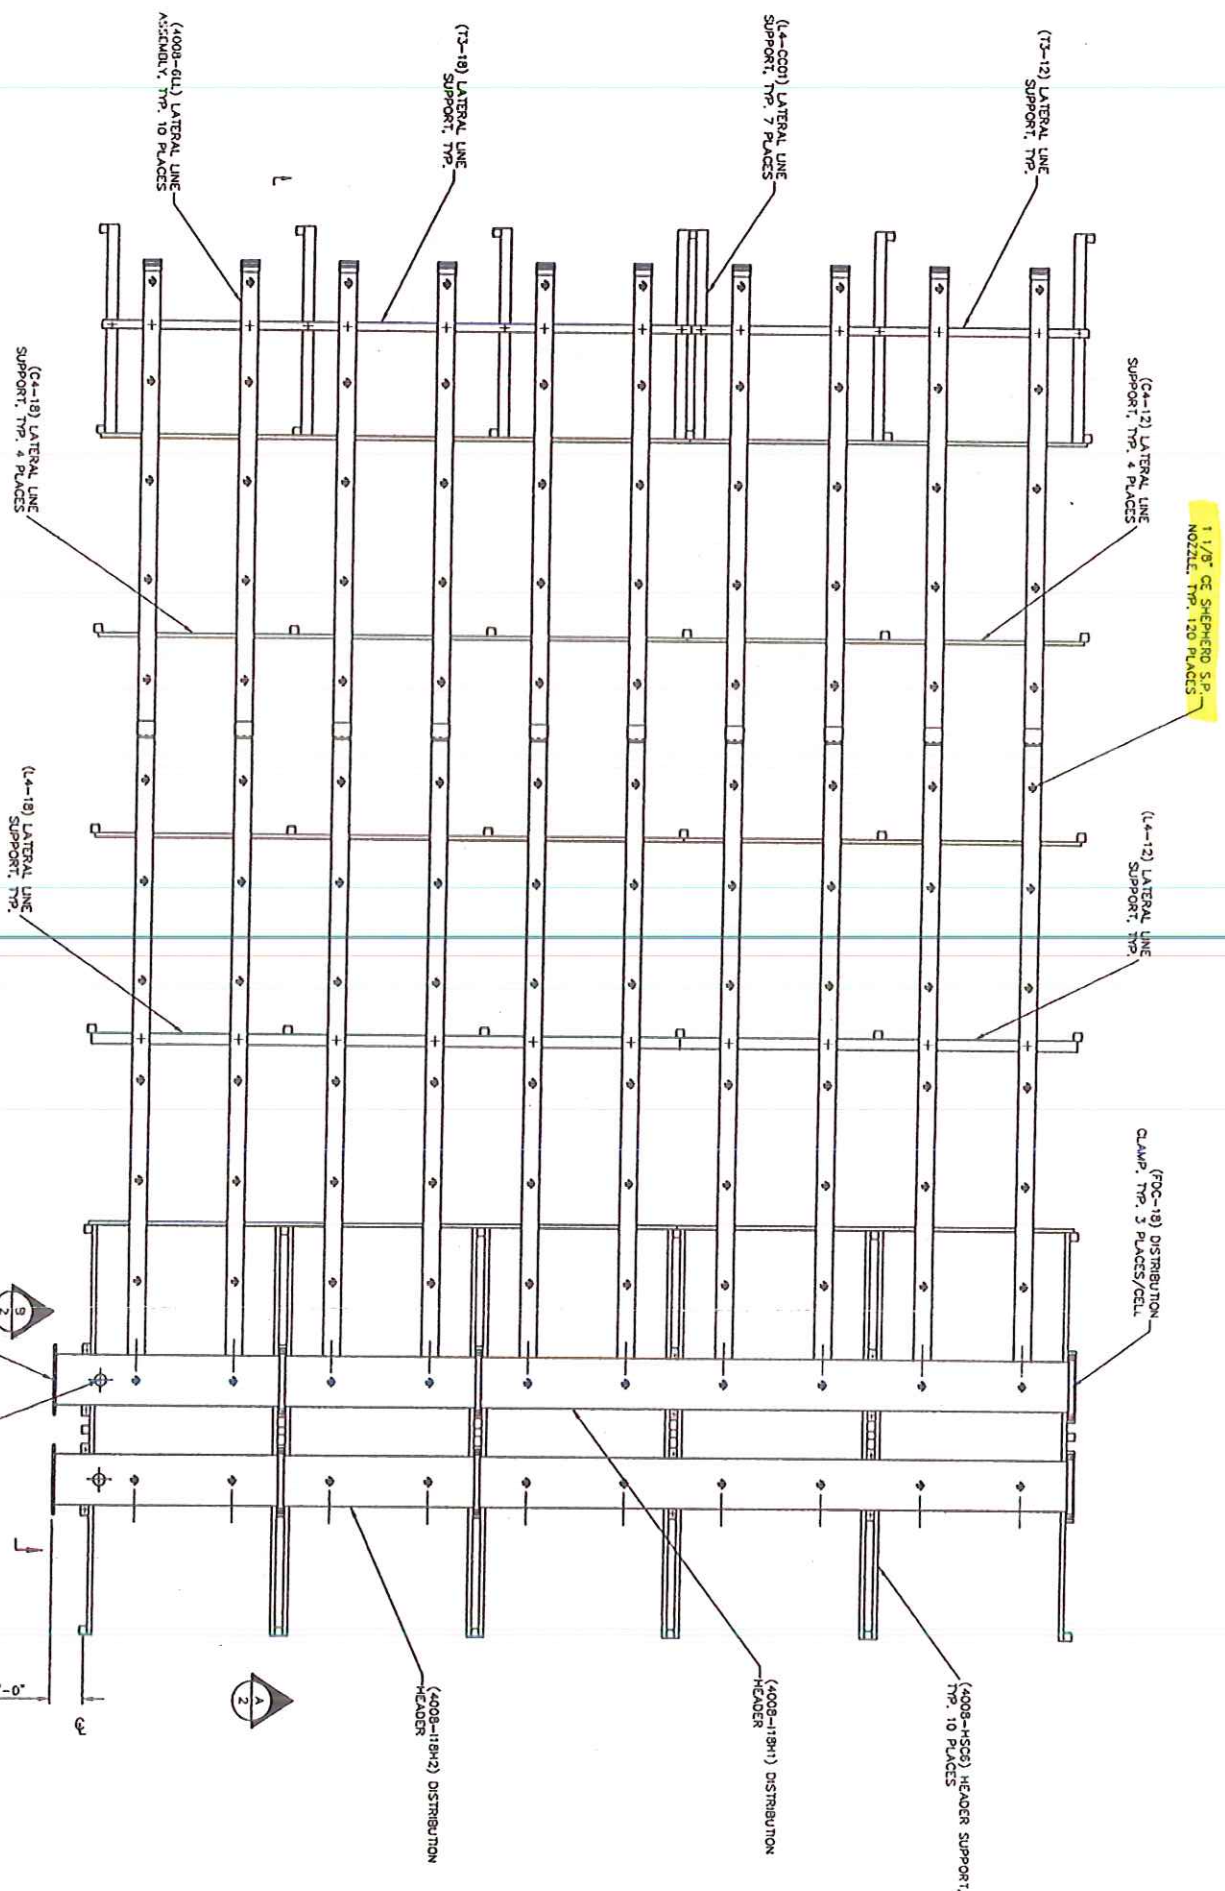 (T3-12) LATERAL LINE
SUPPORT, TYP.
(L4-CC01) LATERAL LINE
SUPPORT, TYP. 7 PLACES
(T3-18) LATERAL LINE
SUPPORT, TYP.
(4008-6LL) LATERAL LINE
ASSEMBLY, TYP. 10 PLACES
1 1/8" CE SHEPHERD S.P.
NOZZLE, TYP. 120 PLACES
(C4-12) LATERAL LINE
SUPPORT, TYP. 4 PLACES
(C4-18) LATERAL LINE
SUPPORT, TYP. 4 PLACES
(L4-12) LATERAL LINE
SUPPORT, TYP.
(L4-18) LATERAL LINE
SUPPORT, TYP.
(FDC-18) DISTRIBUTION
CLAMP, TYP. 3 PLACES/CELL
(4008-HSC6) HEADER SUPPORT,
TYP. 10 PLACES
(4008-I18H1) DISTRIBUTION
HEADER
(4008-I18H2) DISTRIBUTION
HEADER
A
2
B
2
-0"